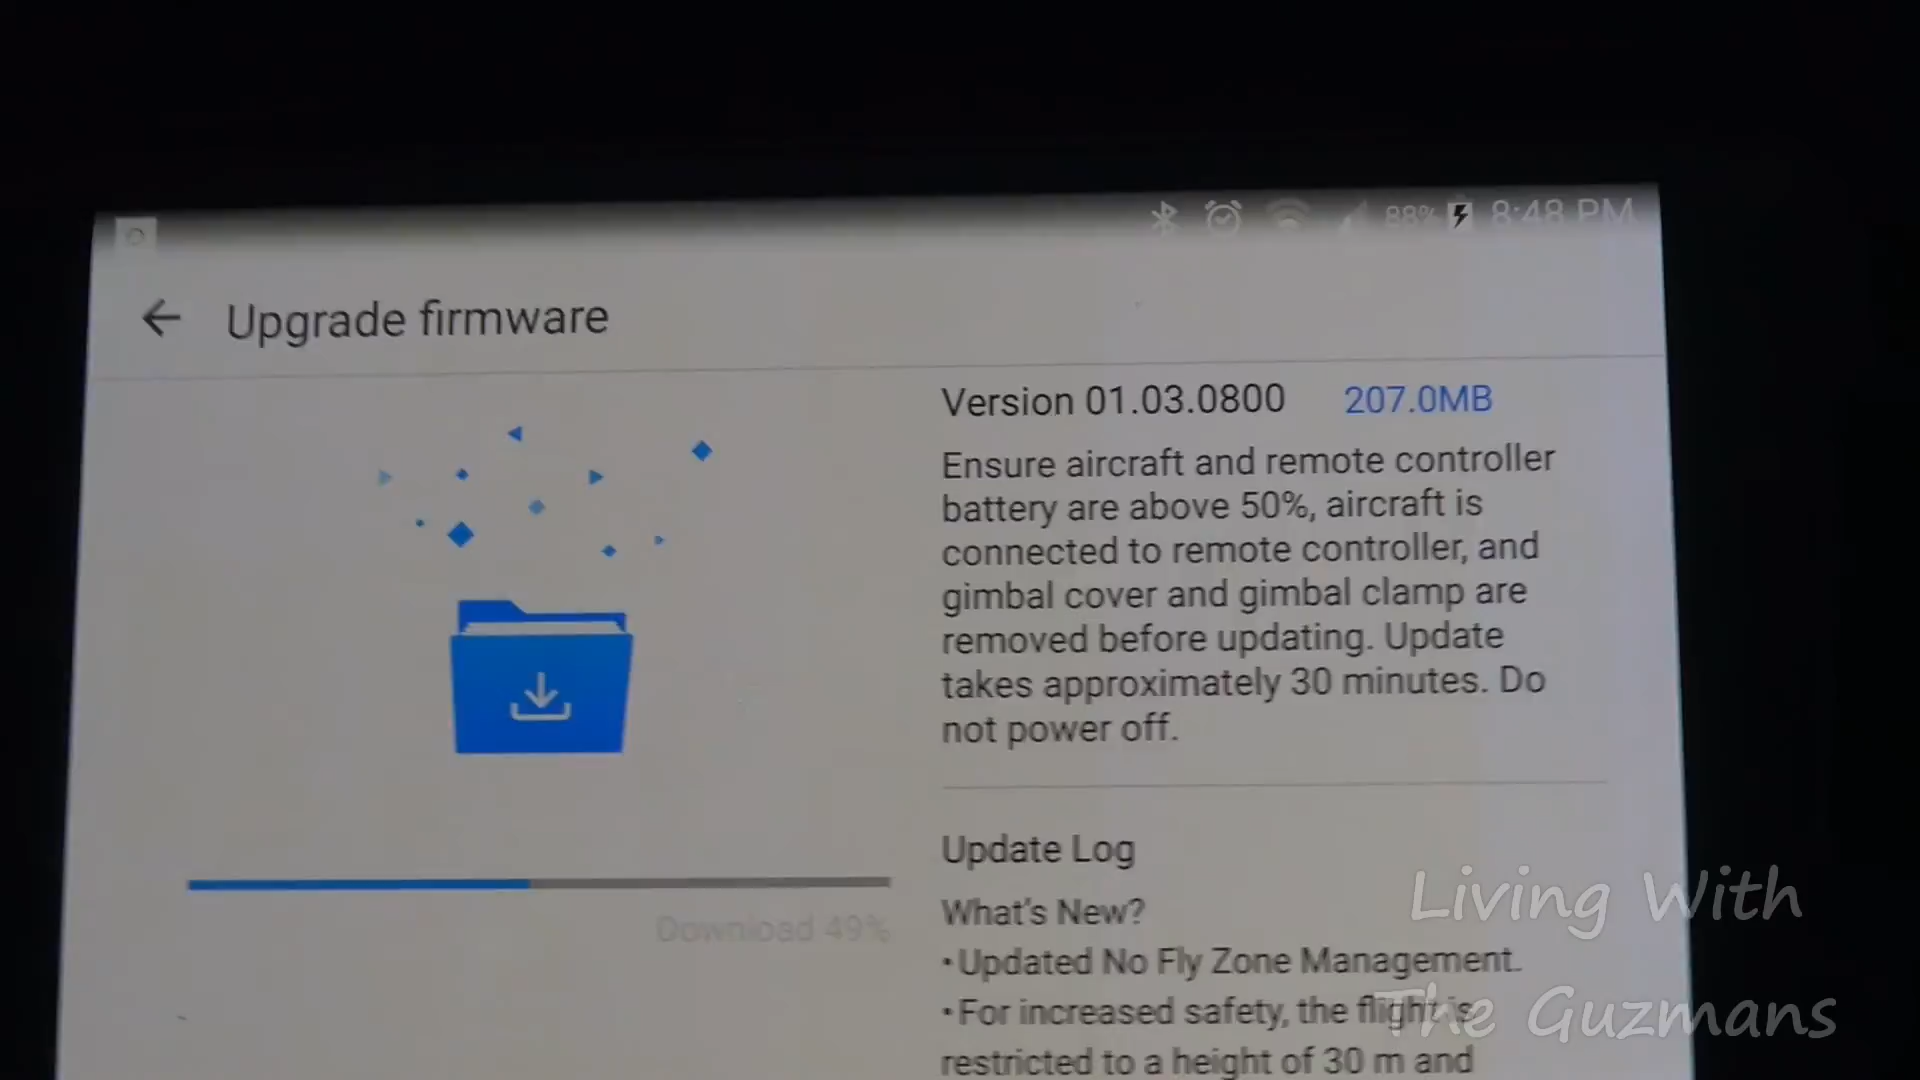 88% 8:48 PM
Upgrade firmware
Version 01.03.0800 207.0MB
Ensure aircraft and remote controller
battery are above 50%, aircraft is
connected to remote controller, and
gimbal cover and gimbal clamp are
removed before updating. Update
takes approximately 30 minutes. Do
not power off.
Download 49%
Update Log
What's New?
•Updated No Fly Zone Management.
•For increased safety, the flight is
restricted to a height of 30 m and
Living With
The Guzmans